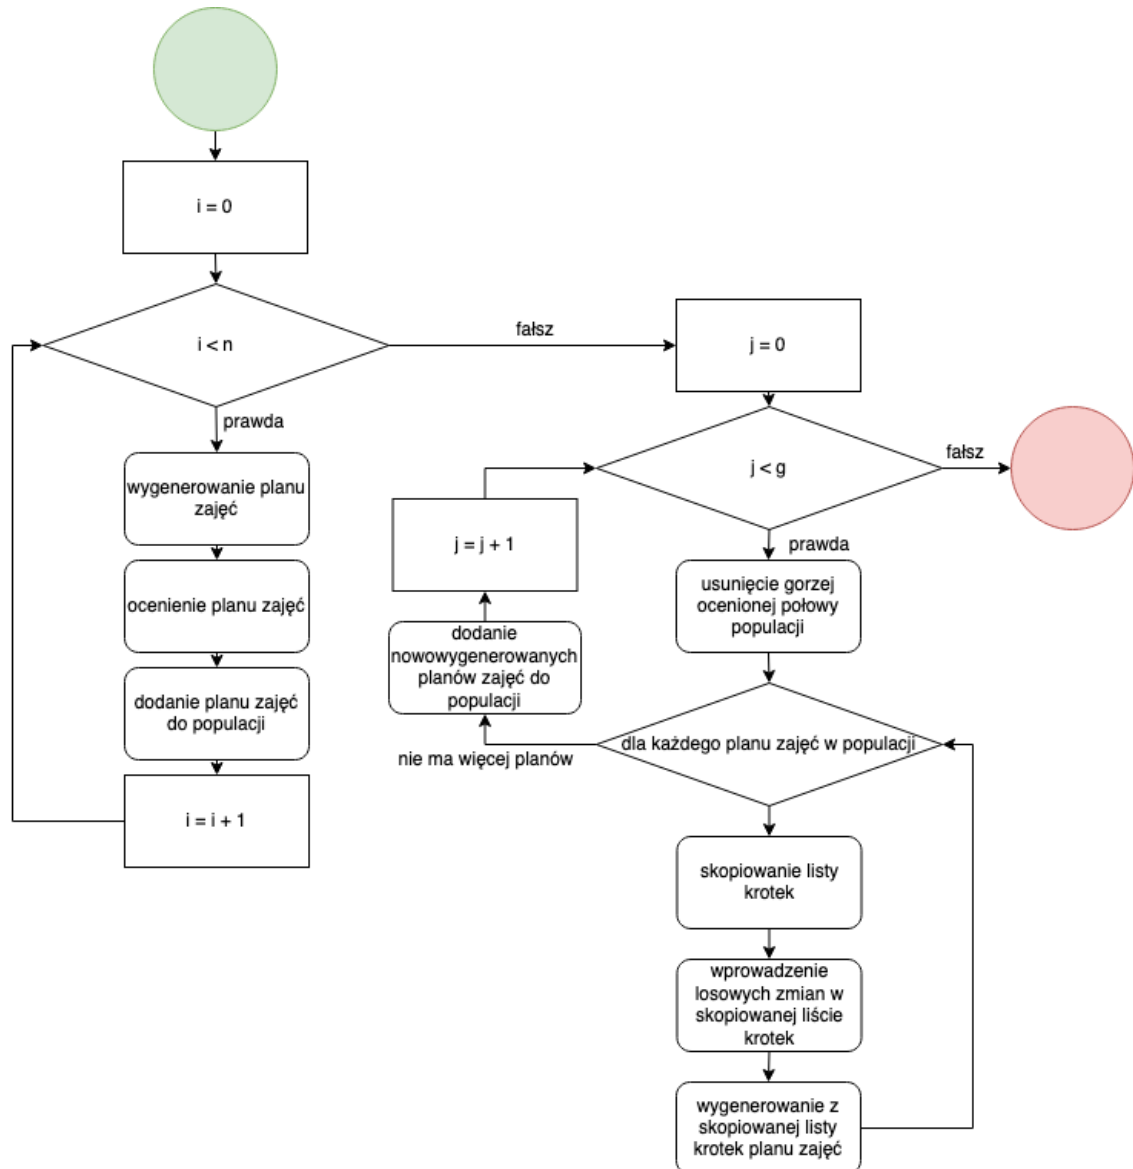 i = 0
i < n
fałsz
prawda
wygenerowanie planu
zajęć
ocenienie planu zajęć
dodanie planu zajęć
do populacji
i = i + 1
j = 0
j < g
fałsz
prawda
usunięcie gorzej
ocenionej połowy
populacji
dla każdego planu zajęć w populacji
skopiowanie listy
krotek
wprowadzenie
losowych zmian w
skopiowanej liście
krotek
wygenerowanie z
skopiowanej listy
krotek planu zajęć
nie ma więcej planów
dodanie
nowowygenerowanych
planów zajęć do
populacji
j = j + 1